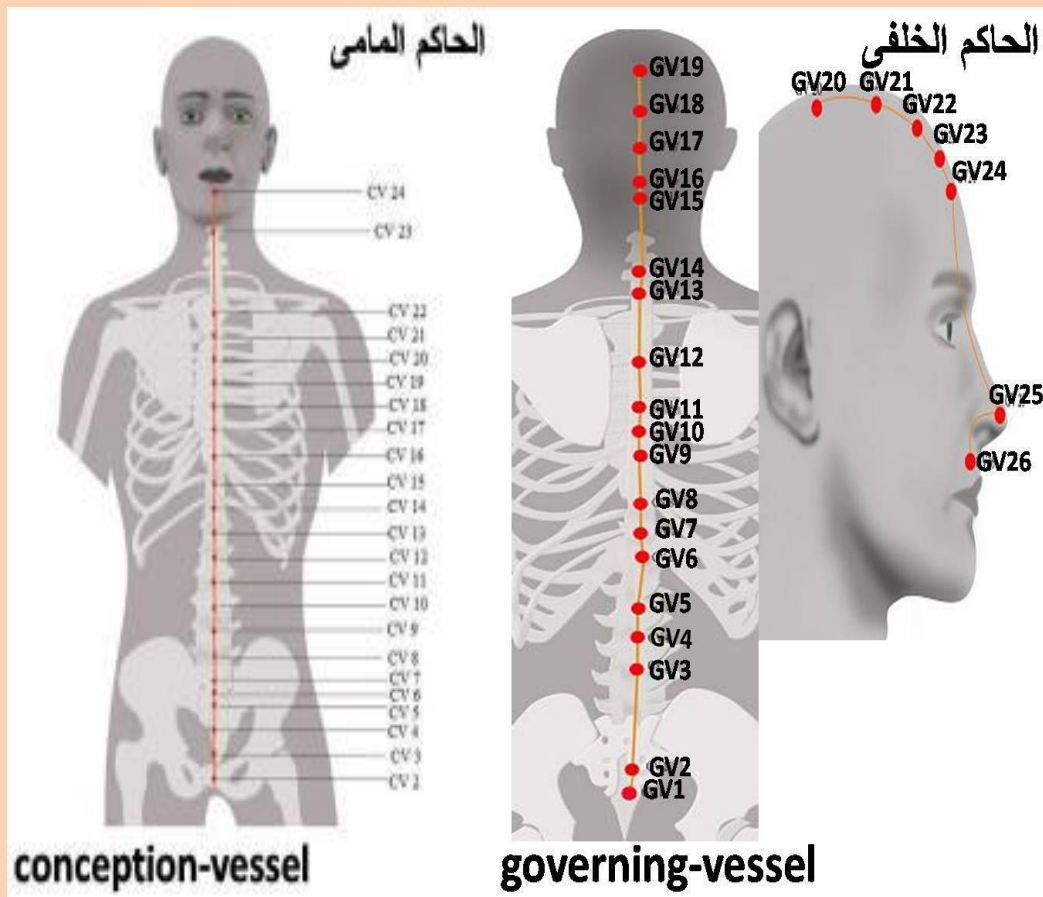 الحاكم المامى
CV 24
CV 23
CV 22
CV 21
CV 20
CV 19
CV 18
CV 17
CV 16
CV 15
CV 14
CV 13
CV 12
CV 11
CV 10
CV 9
CV 8
CV 7
CV 6
CV 5
CV 4
CV 3
CV 2
conception-vessel
GV19
GV18
GV17
GV16
GV15
GV14
GV13
GV12
GV11
GV10
GV9
GV8
GV7
GV6
GV5
GV4
GV3
GV2
GV1
governing-vessel
الحاكم الخلفى
GV20
GV21
GV22
GV23
GV24
GV25
GV26